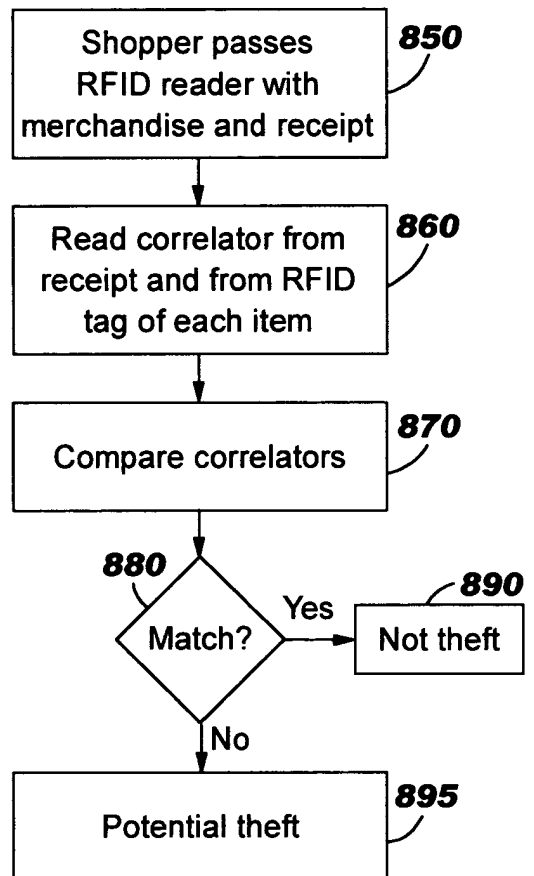 Shopper passes
RFID reader with
merchandise and receipt
850
Read correlator from
receipt and from RFID
tag of each item
860
Compare correlators
870
880
Match?
Yes
890
Not theft
No
Potential theft
895